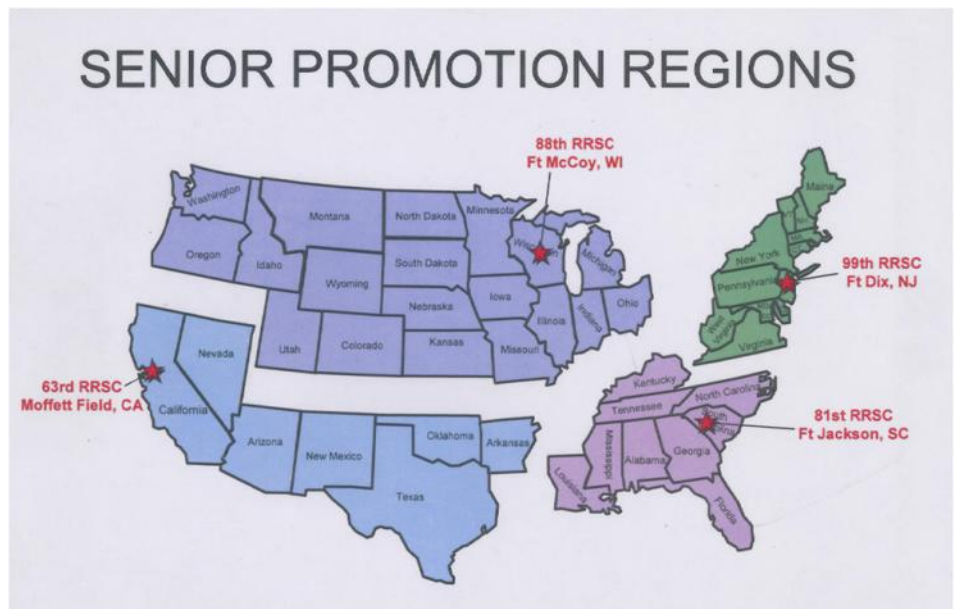 SENIOR PROMOTION REGIONS
88th RRSC
Ft McCoy, WI
Washington
Montana
North Dakota
Minnesota
Maine
Oregon
Idaho
Wisconsin
Michigan
South Dakota
New York
99th RRSC
Ft Dix, NJ
Wyoming
Pennsylvania
Nebraska
Iowa
Ohio
Illinois
Indiana
West
Virginia
Virginia
Utah
Colorado
Kansas
Missouri
Nevada
63rd RRSC
Moffett Field, CA
California
Kentucky
North Carolina
Tennessee
South
Carolina
81st RRSC
Ft Jackson, SC
Arizona
New Mexico
Oklahoma
Arkansas
Texas
Mississippi
Alabama
Georgia
Louisiana
Florida